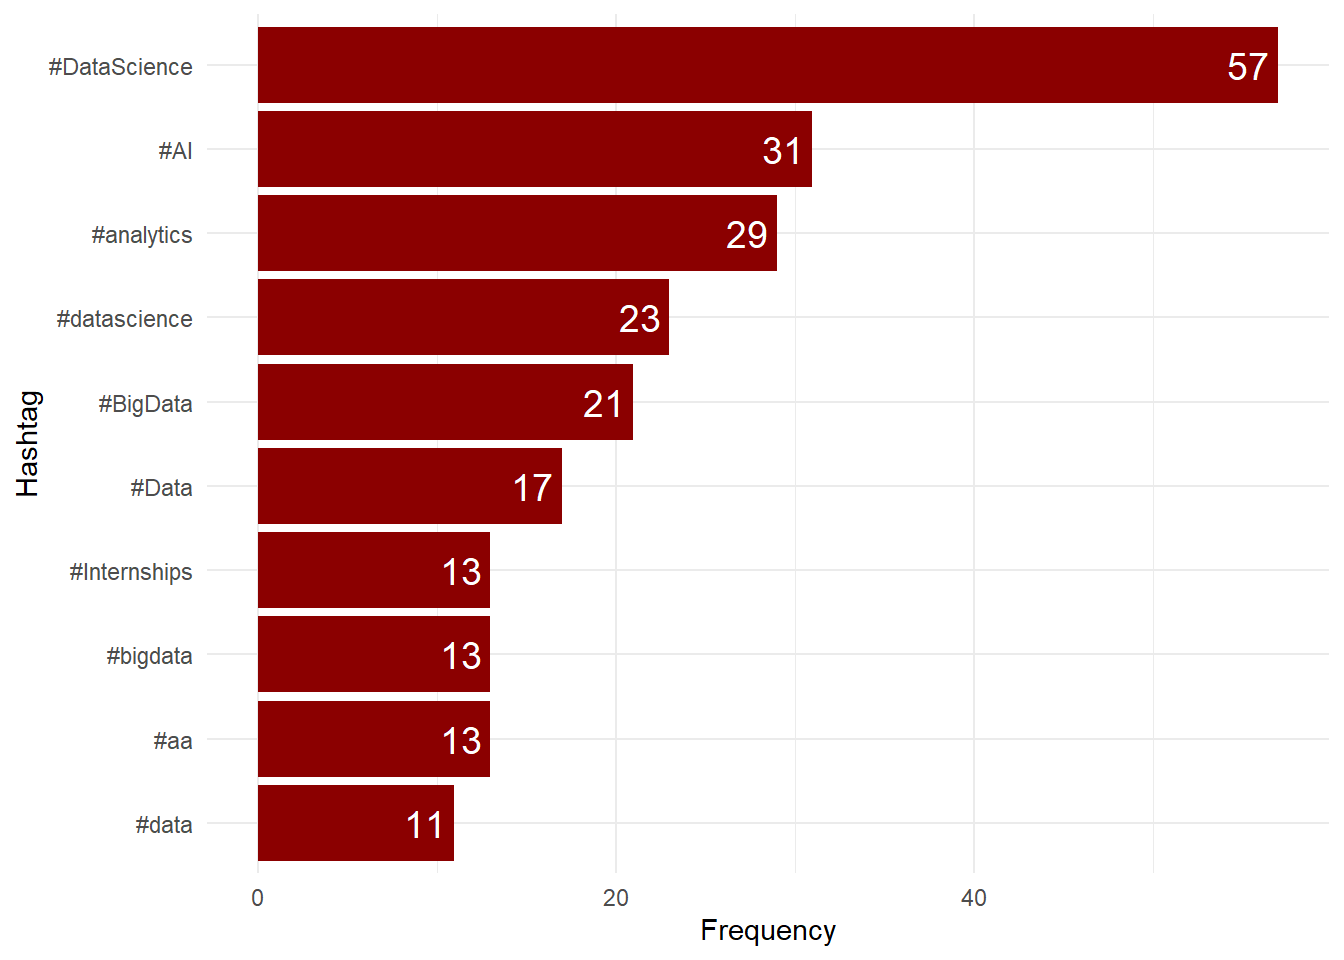 #DataScience 57
#AI 31
#analytics 29
#datascience 23
#BigData 21
#Data 17
#Internships 13
#bigdata 13
#aa 13
#data 11
0 20 40
Frequency
Hashtag